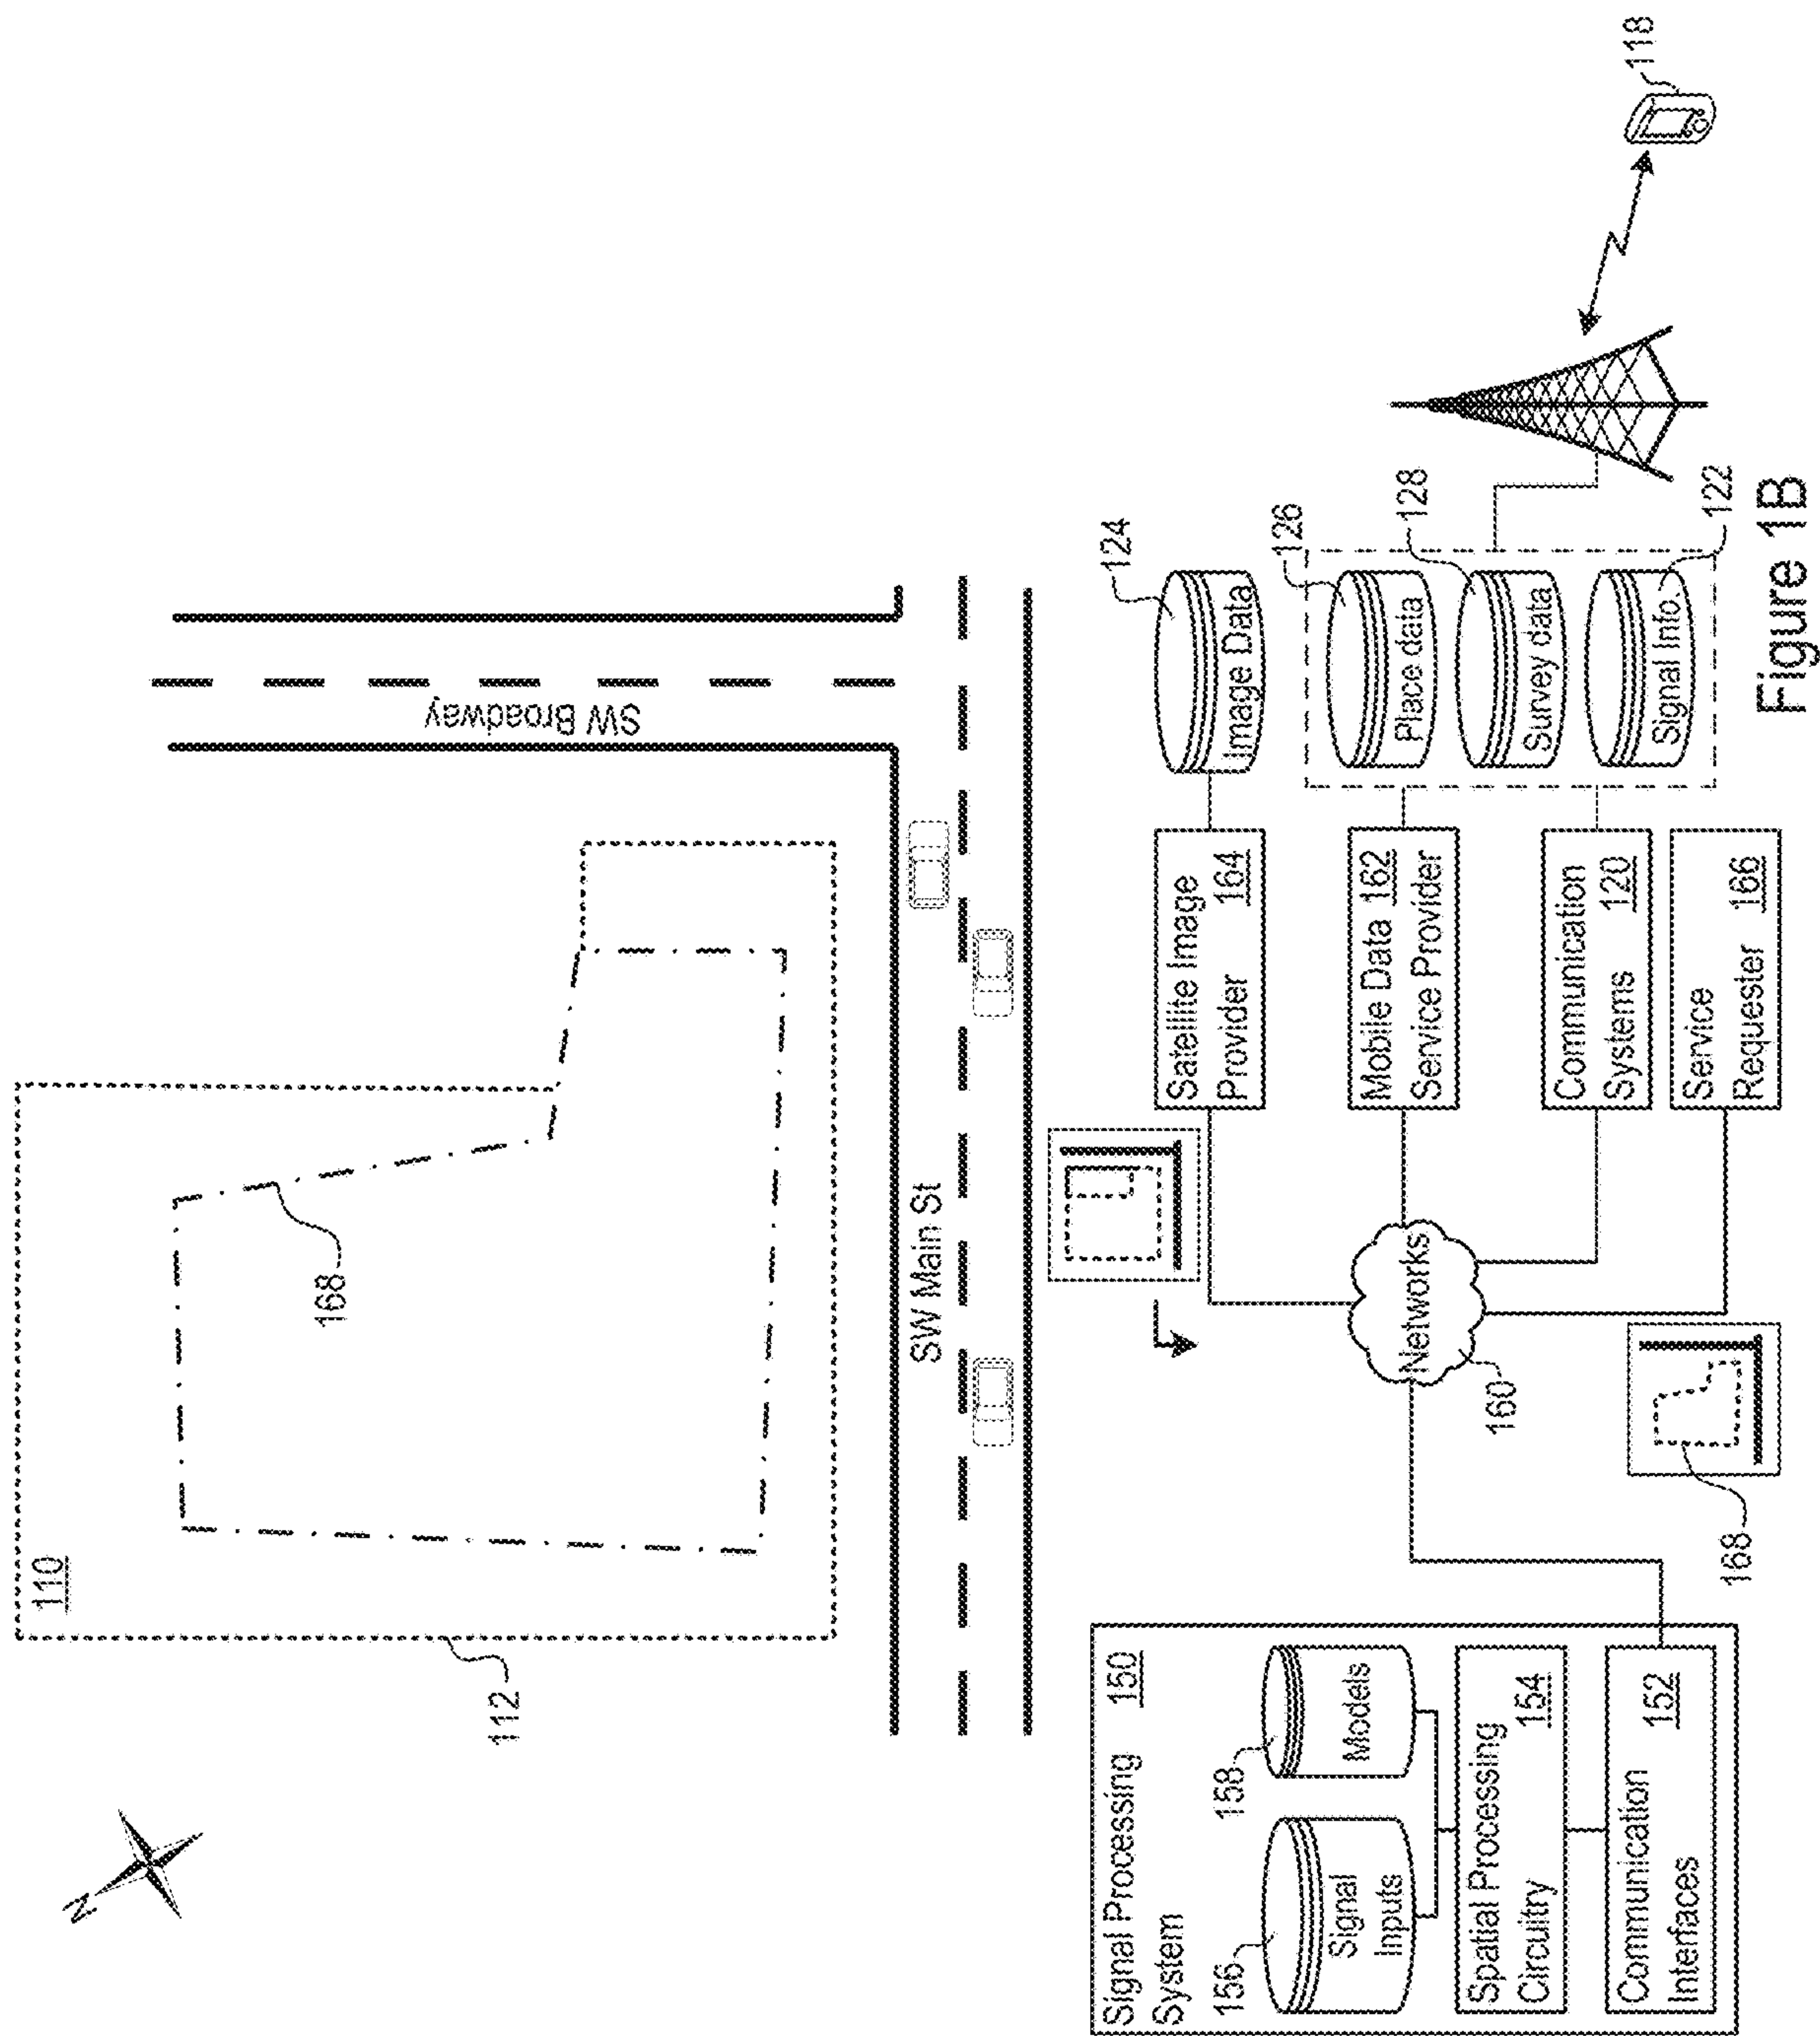 N
110
112
168
SW Broadway
SW Main St
Signal Processing 150
System
156
158
Signal
Inputs
Models
Spatial Processing
Circuitry 154
Communication
Interfaces 152
Networks
160
168
Satellite Image
Provider 164
Mobile Data 162
Service Provider
Communication
Systems 120
Service
Requester 166
124
Image Data
126
Place data
128
Survey data
Signal Info.
122
118
Figure 1B